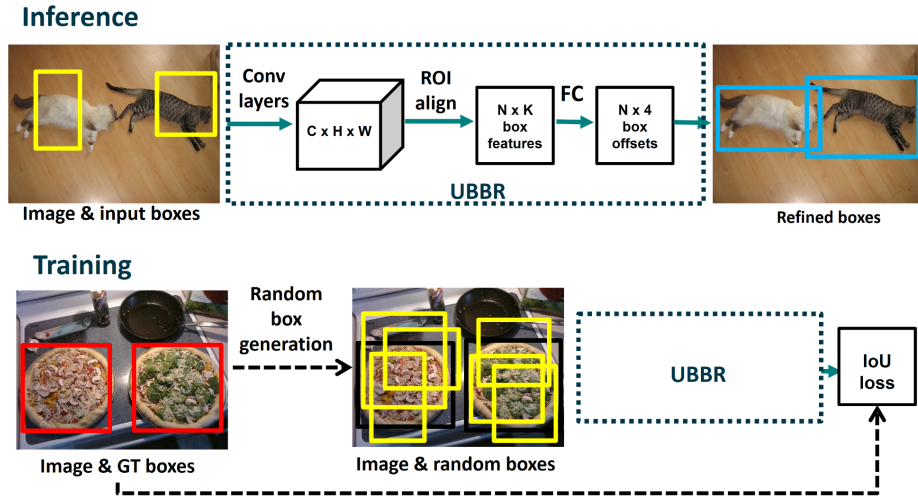 Inference
Conv
layers
C x H x W
ROI
align
N x K
box
features
FC
N x 4
box
offsets
UBBR
Image & input boxes
Refined boxes
Training
Random
box
generation
UBBR
IoU
loss
Image & GT boxes
Image & random boxes